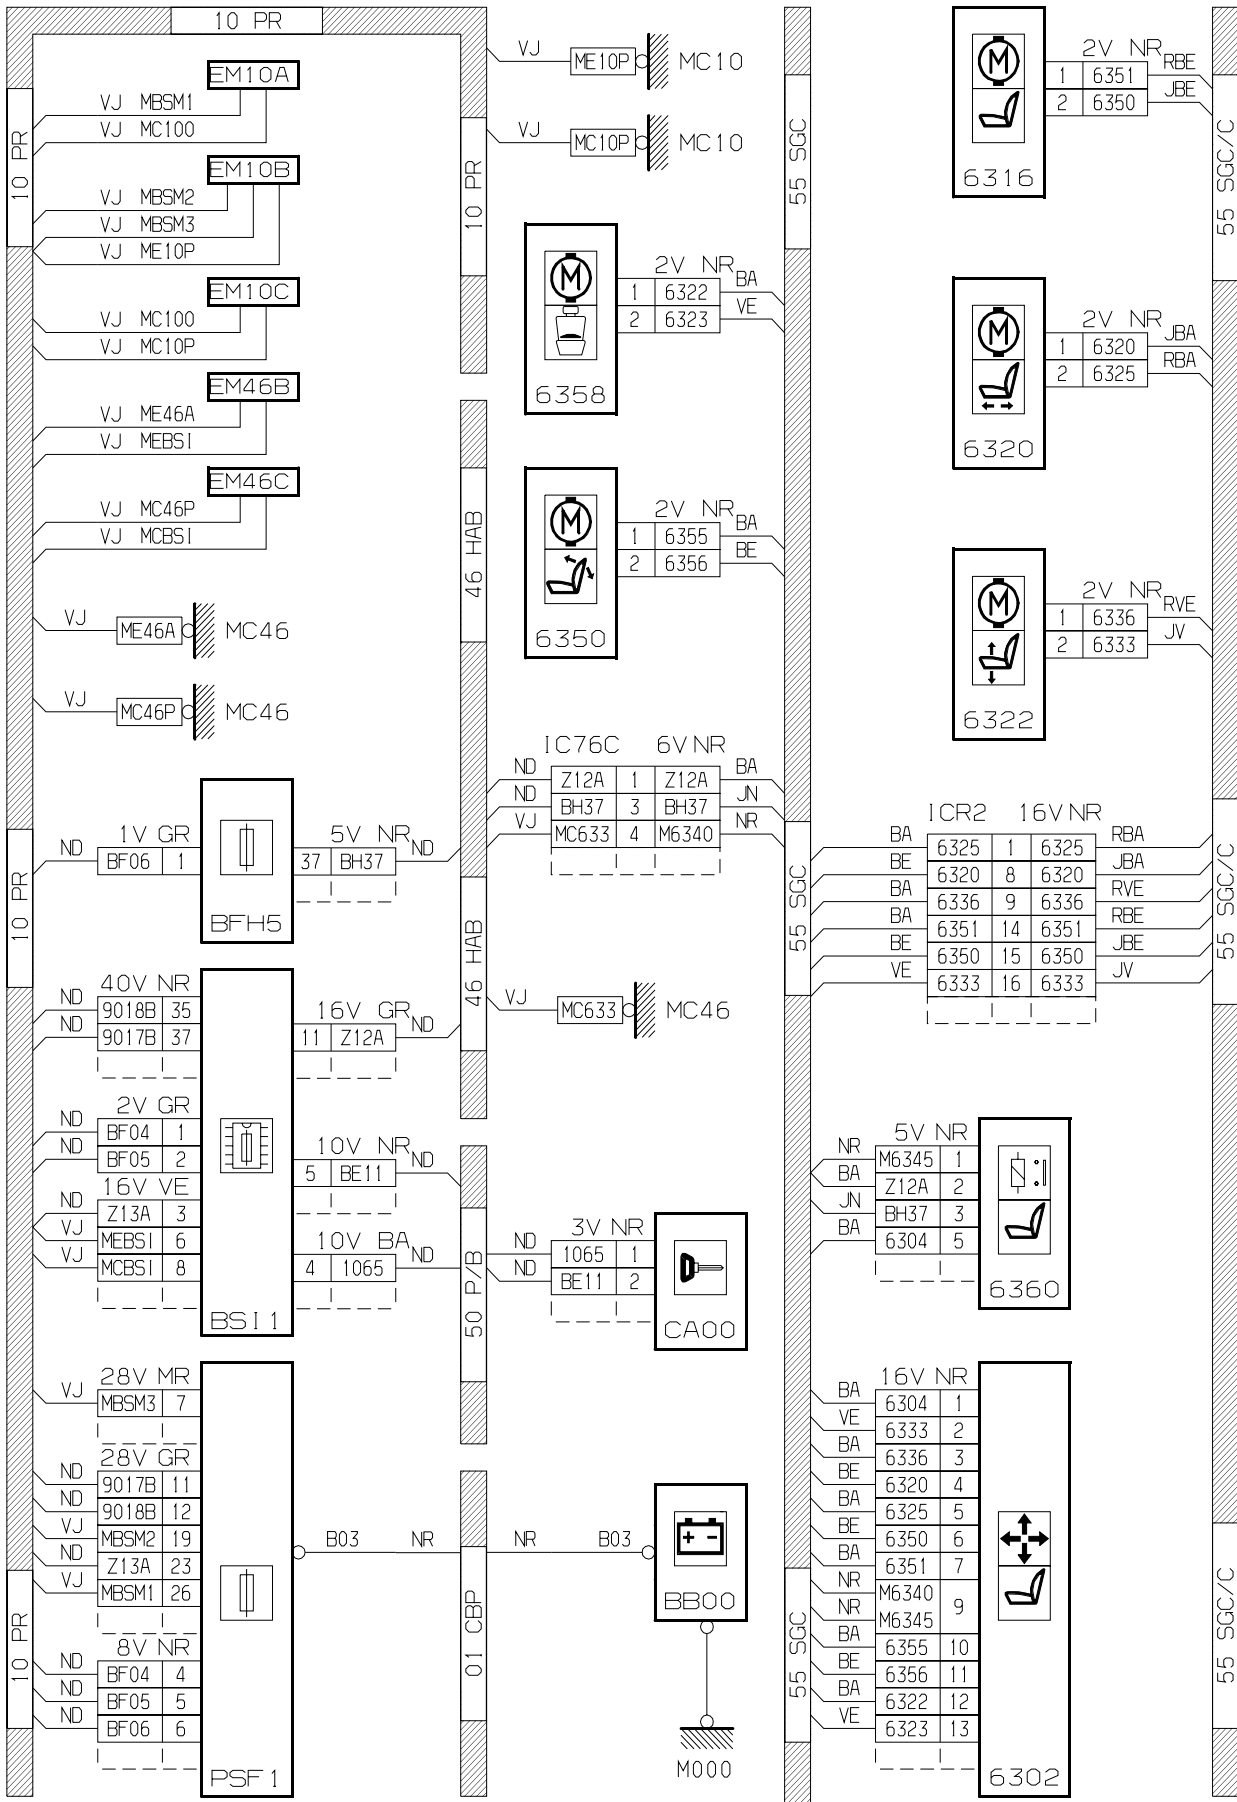 10 PR
10 PR
EM10A
VJ MBSM1
VJ MC100
EM10B
VJ MBSM2
VJ MBSM3
VJ ME10P
EM10C
VJ MC100
VJ MC10P
EM46B
VJ ME46A
VJ MEBSI
EM46C
VJ MC46P
VJ MCBSI
VJ ME46A MC46
VJ MC46P MC46
10 PR
1V GR
ND BF06 1
5V NR
37 BH37 ND
BFH5
40V NR
ND 9018B 35
ND 9017B 37
16V GR
11 Z12A ND
2V GR
ND BF04 1
ND BF05 2
10V NR
5 BE11 ND
16V VE
ND Z13A 3
VJ MEBSI 6
VJ MCBSI 8
10V BA
4 1065 ND
BSI1
28V MR
VJ MBSM3 7
28V GR
ND 9017B 11
ND 9018B 12
VJ MBSM2 19
ND Z13A 23
VJ MBSM1 26
8V NR
ND BF04 4
ND BF05 5
ND BF06 6
PSF1
10 PR
B03 NR
10 PR
46 HAB
46 HAB
50 P/B
01 CBP
VJ ME10P MC10
VJ MC10P MC10
M
6358
2V NR
1 6322 BA
2 6323 VE
M
6350
2V NR
1 6355 BA
2 6356 BE
IC76C 6V NR
ND Z12A 1 Z12A BA
ND BH37 3 BH37 JN
VJ MC633 4 M6340 NR
VJ MC633 MC46
3V NR
ND 1065 1
ND BE11 2
CA00
NR B03
+ -
BB00
M000
55 SGC
55 SGC
55 SGC
M
6316
2V NR
1 6351 RBE
2 6350 JBE
M
6320
2V NR
1 6320 JBA
2 6325 RBA
M
6322
2V NR
1 6336 RVE
2 6333 JV
ICR2 16V NR
BA 6325 1 6325 RBA
BE 6320 8 6320 JBA
BA 6336 9 6336 RVE
BA 6351 14 6351 RBE
BE 6350 15 6350 JBE
VE 6333 16 6333 JV
5V NR
NR M6345 1
BA Z12A 2
JN BH37 3
BA 6304 5
6360
16V NR
BA 6304 1
VE 6333 2
BA 6336 3
BE 6320 4
BA 6325 5
BE 6350 6
BA 6351 7
NR M6340 9
NR M6345
BA 6355 10
BE 6356 11
BA 6322 12
VE 6323 13
6302
55 SGC/C
55 SGC/C
55 SGC/C